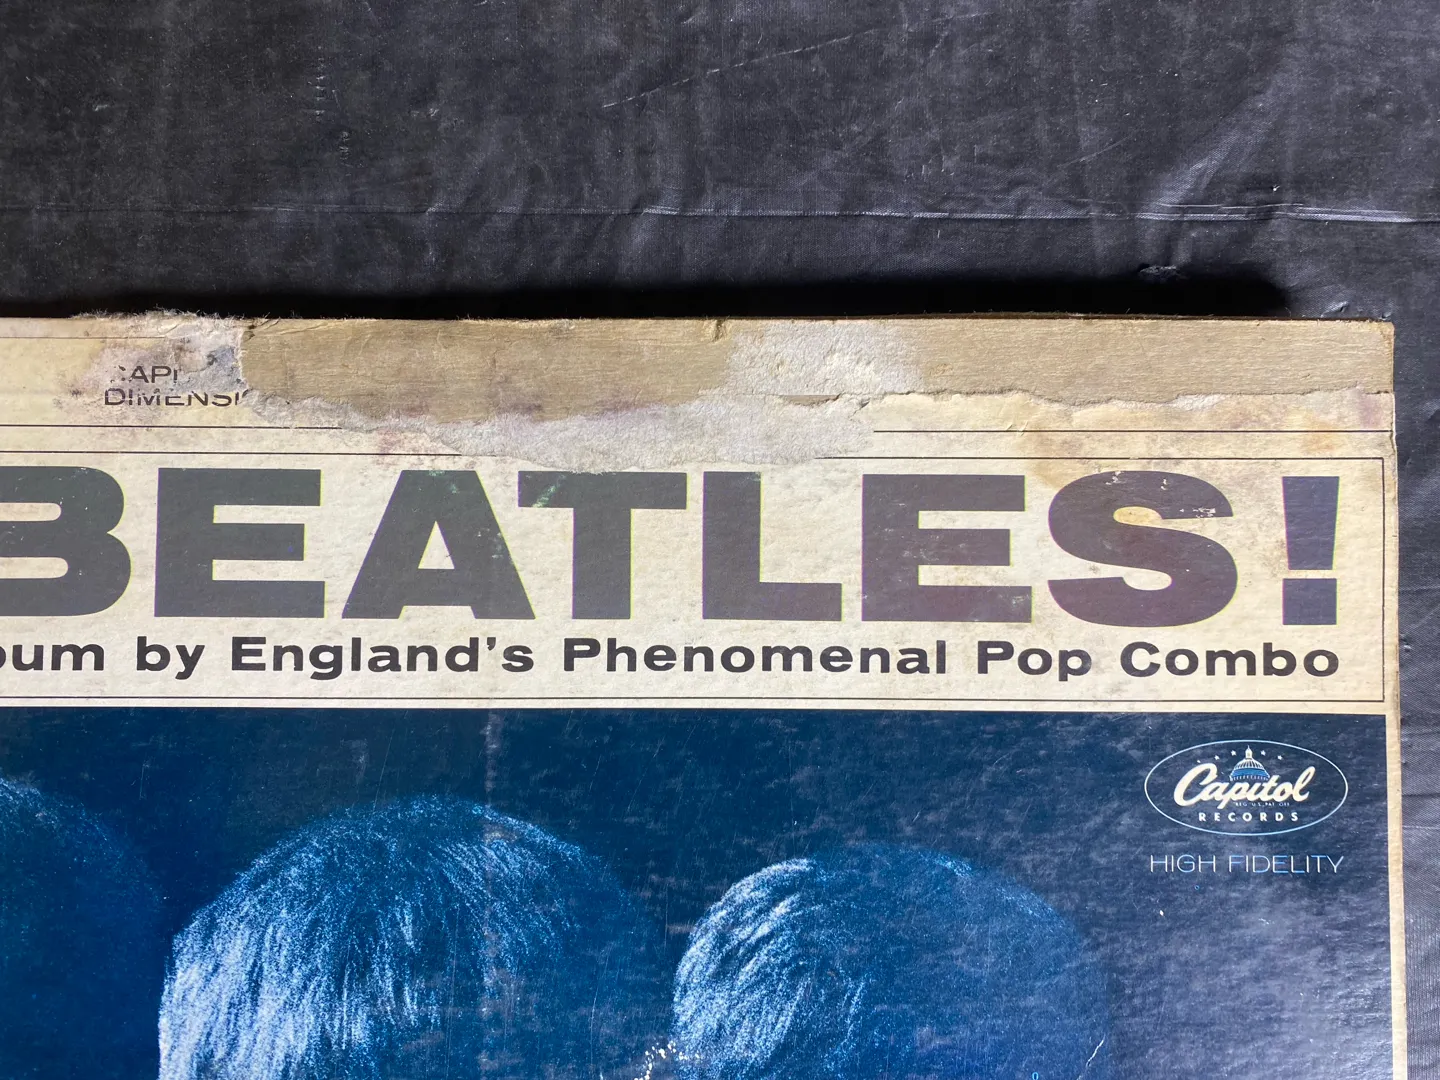 CAPI
DIMENSI
BEATLES!
bum by England's Phenomenal Pop Combo
Capitol
RECORDS
HIGH FIDELITY